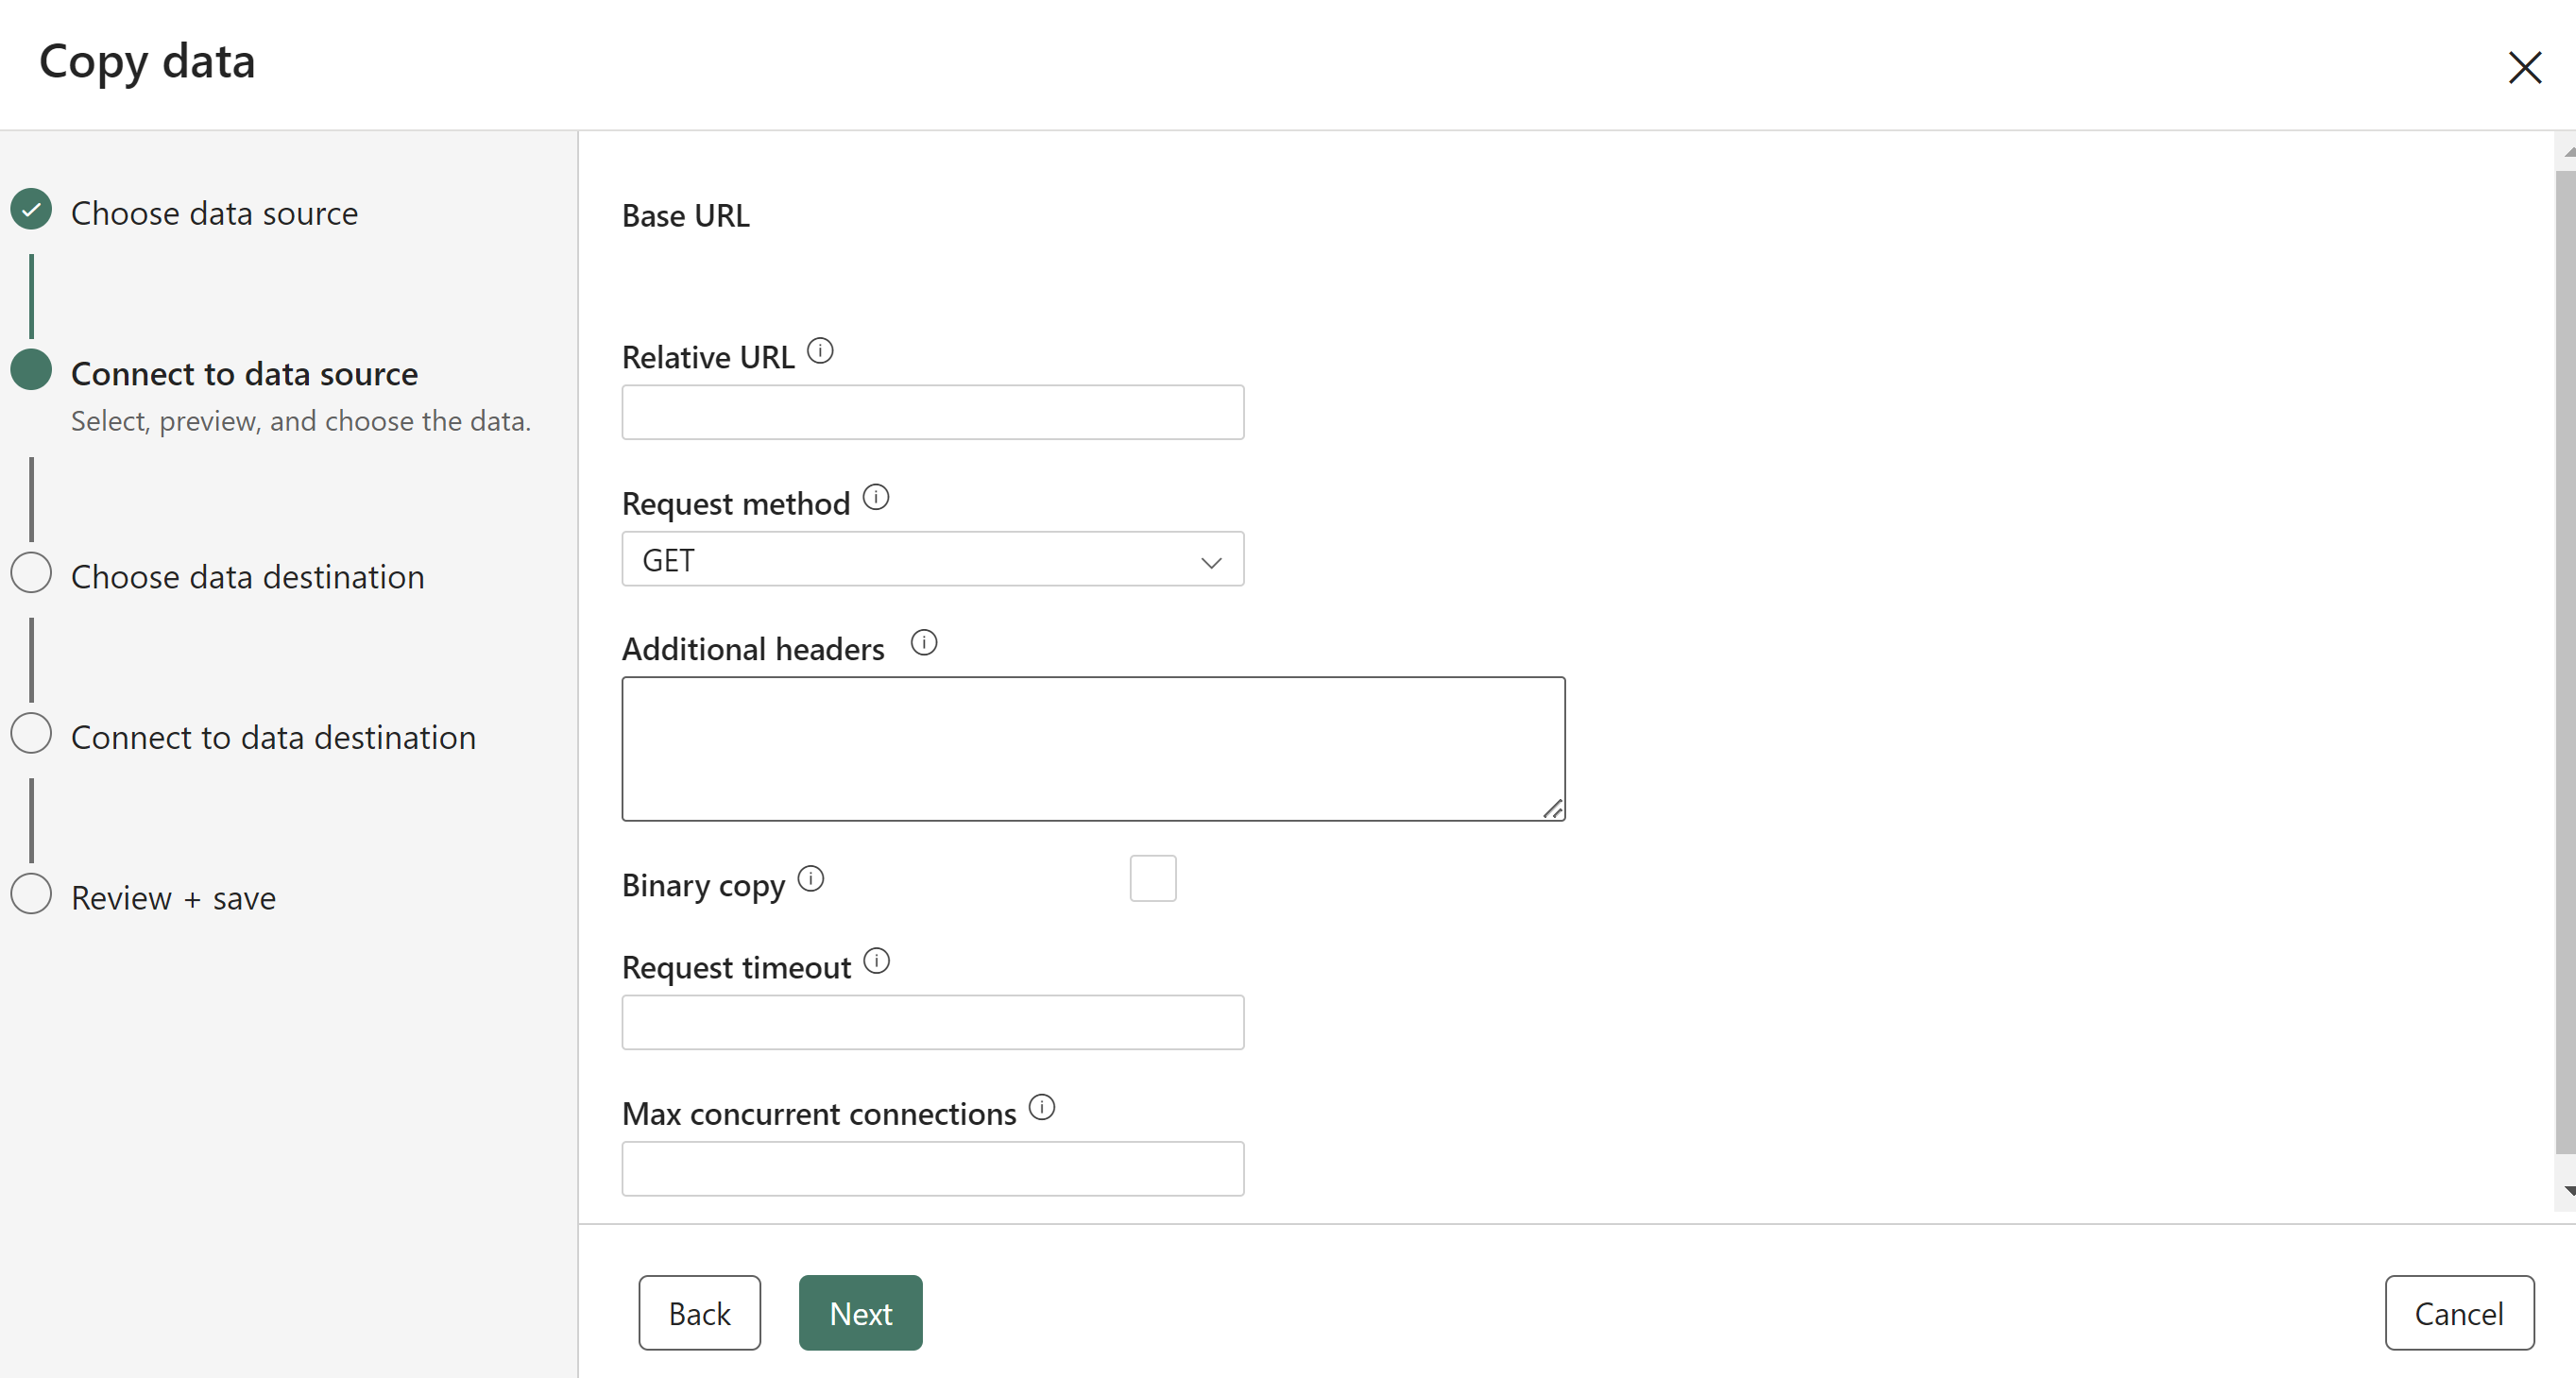 Copy data
Choose data source
Connect to data source
Select, preview, and choose the data.
Choose data destination
Connect to data destination
Review + save
Base URL
Relative URL
Request method
GET
Additional headers
Binary copy
Request timeout
Max concurrent connections
Back
Next
Cancel